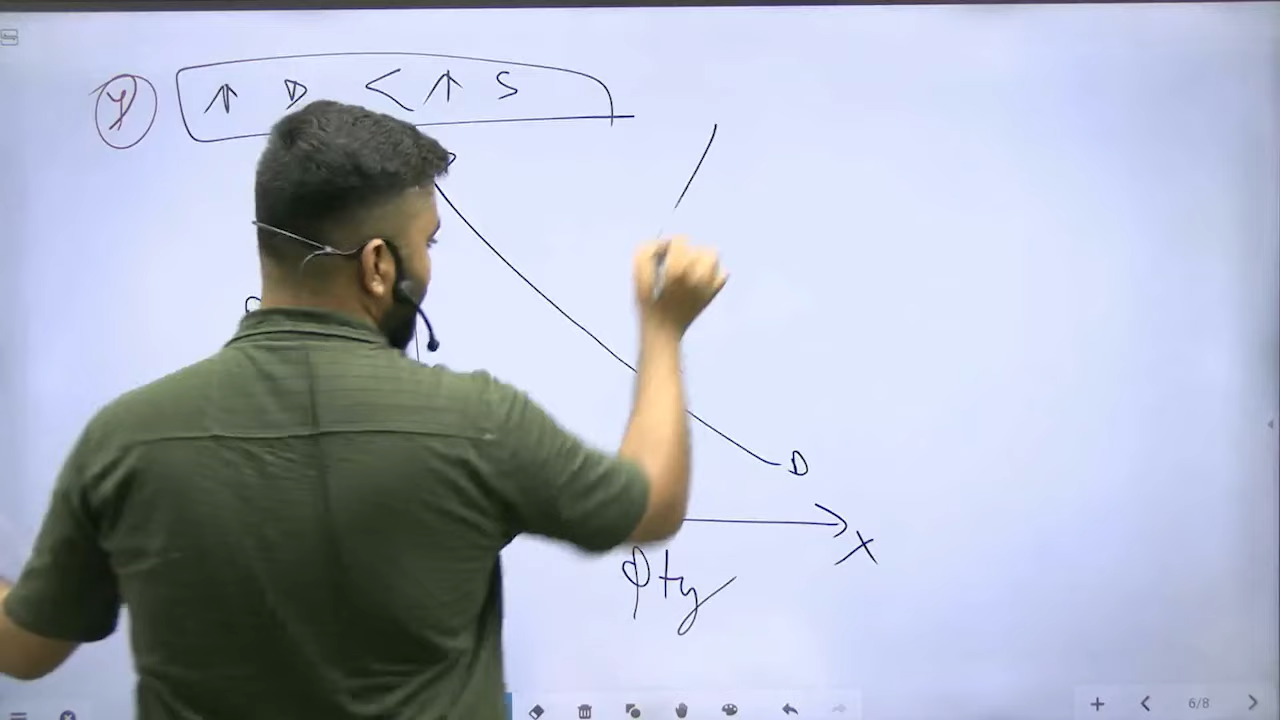 ↑ D < ↑ S
D
X
Qty
6/8